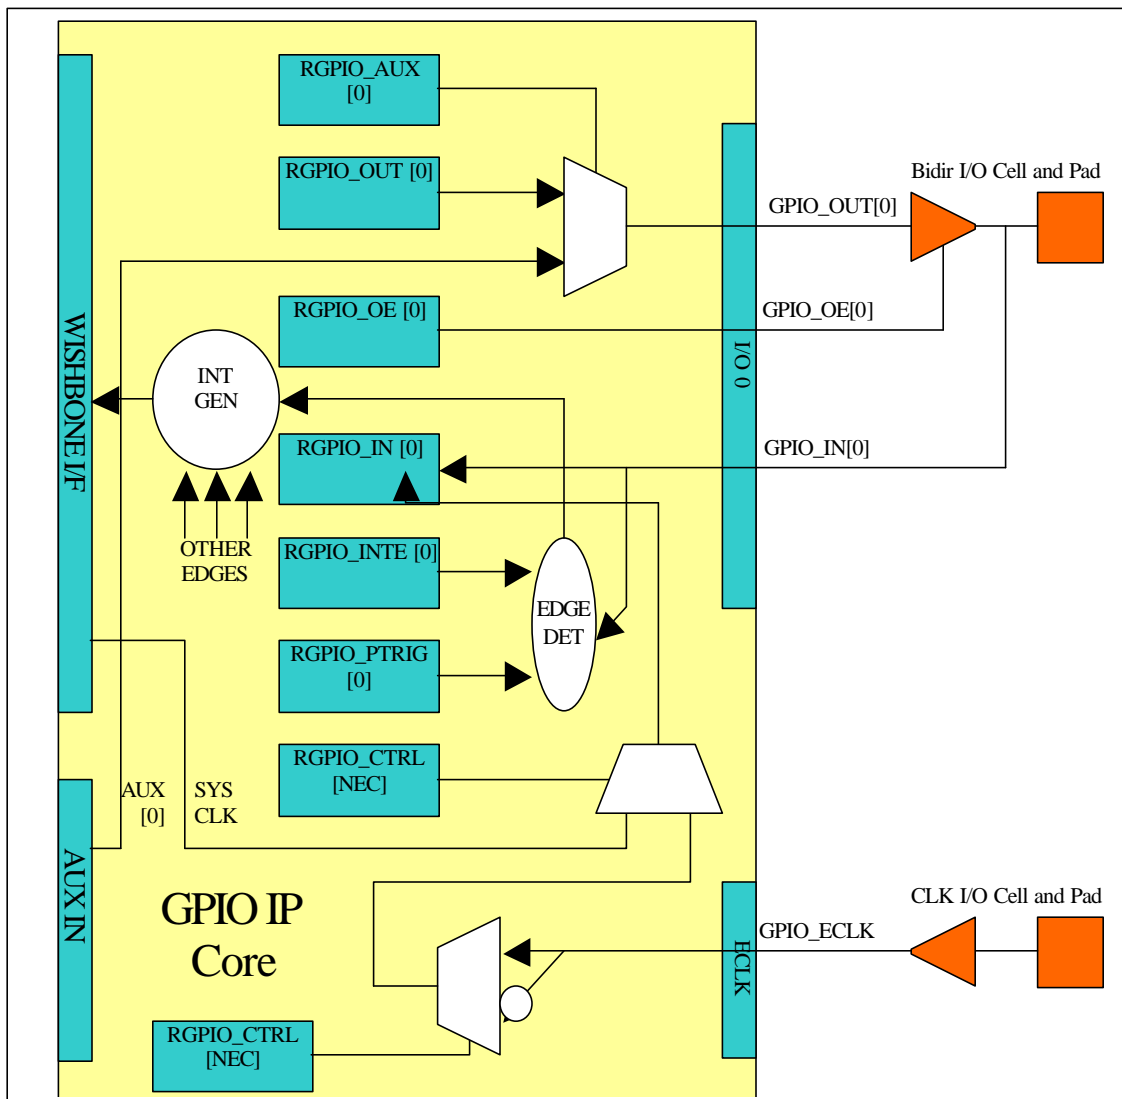 RGPIO_AUX
[0]
RGPIO_OUT [0]
Bidir I/O Cell and Pad
GPIO_OUT[0]
RGPIO_OE [0]
GPIO_OE[0]
WISHBONE I/F
I/O 0
INT
GEN
RGPIO_IN [0]
GPIO_IN[0]
OTHER
EDGES
RGPIO_INTE [0]
EDGE
DET
RGPIO_PTRIG
[0]
RGPIO_CTRL
[NEC]
AUX
[0]
SYS
CLK
AUX IN
GPIO IP
Core
CLK I/O Cell and Pad
GPIO_ECLK
ECLK
RGPIO_CTRL
[NEC]